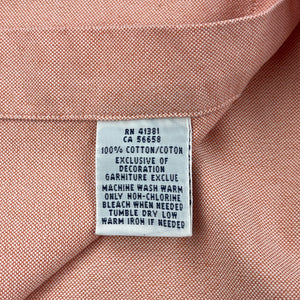 RN 41381
CA 56658
100% COTTON/COTON
EXCLUSIVE OF
DECORATION
GARNITURE EXCLUE
MACHINE WASH WARM
ONLY NON-CHLORINE
BLEACH WHEN NEEDED
TUMBLE DRY LOW
WARM IRON IF NEEDED